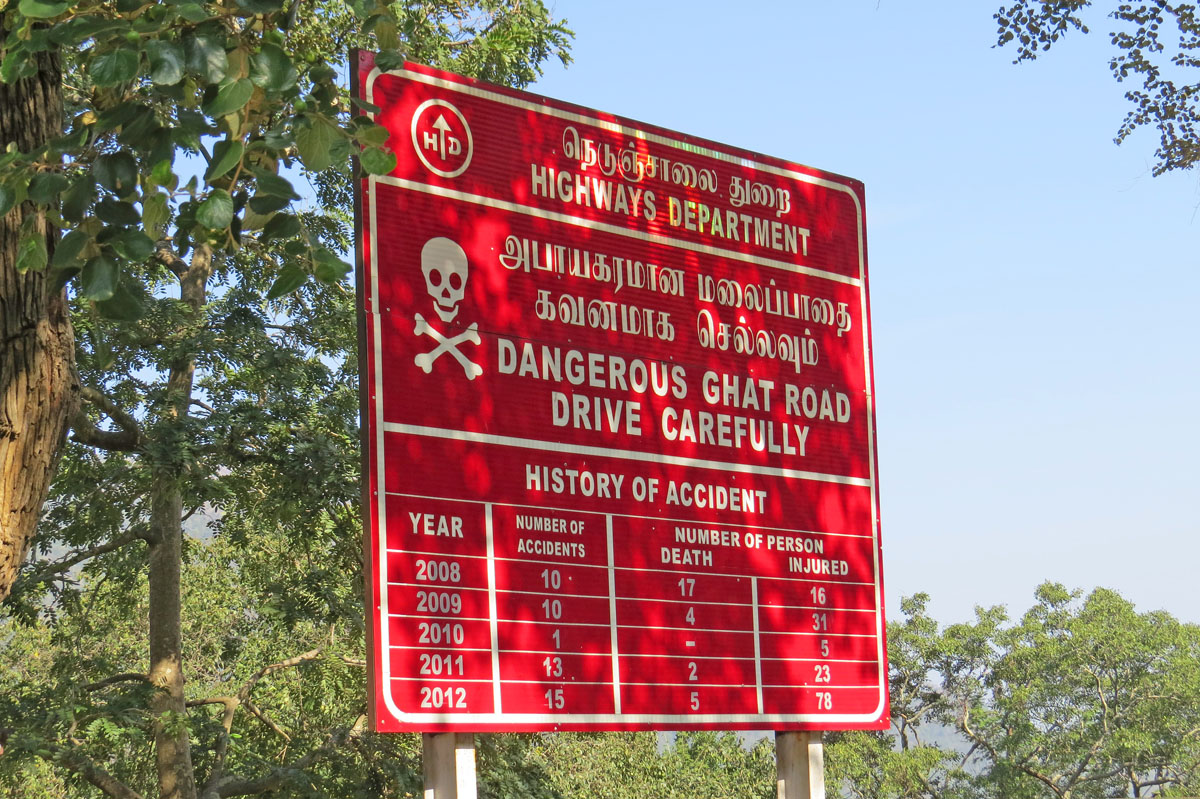 HD
நெடுஞ்சாலை துறை
HIGHWAYS DEPARTMENT
அபாயகரமான மலைப்பாதை
கவனமாக செல்லவும்
DANGEROUS GHAT ROAD
DRIVE CAREFULLY
HISTORY OF ACCIDENT
YEAR NUMBER OF ACCIDENTS NUMBER OF PERSON
DEATH INJURED
2008 10 17 16
2009 10 4 31
2010 1 - 5
2011 13 2 23
2012 15 5 78